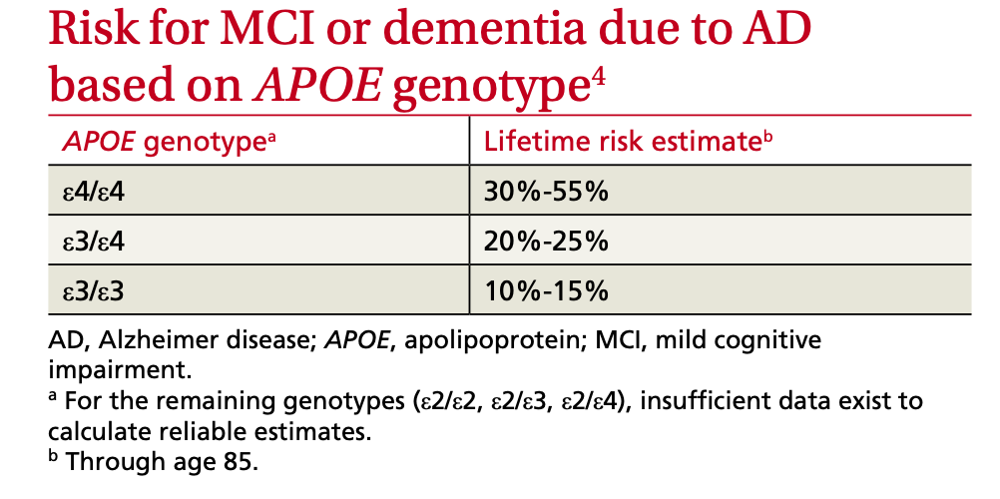 Risk for MCI or dementia due to AD
based on APOE genotype⁴
APOE genotypeᵃ Lifetime risk estimateᵇ
ε4/ε4 30%-55%
ε3/ε4 20%-25%
ε3/ε3 10%-15%
AD, Alzheimer disease; APOE, apolipoprotein; MCI, mild cognitive
impairment.
ᵃ For the remaining genotypes (ε2/ε2, ε2/ε3, ε2/ε4), insufficient data exist to
calculate reliable estimates.
ᵇ Through age 85.